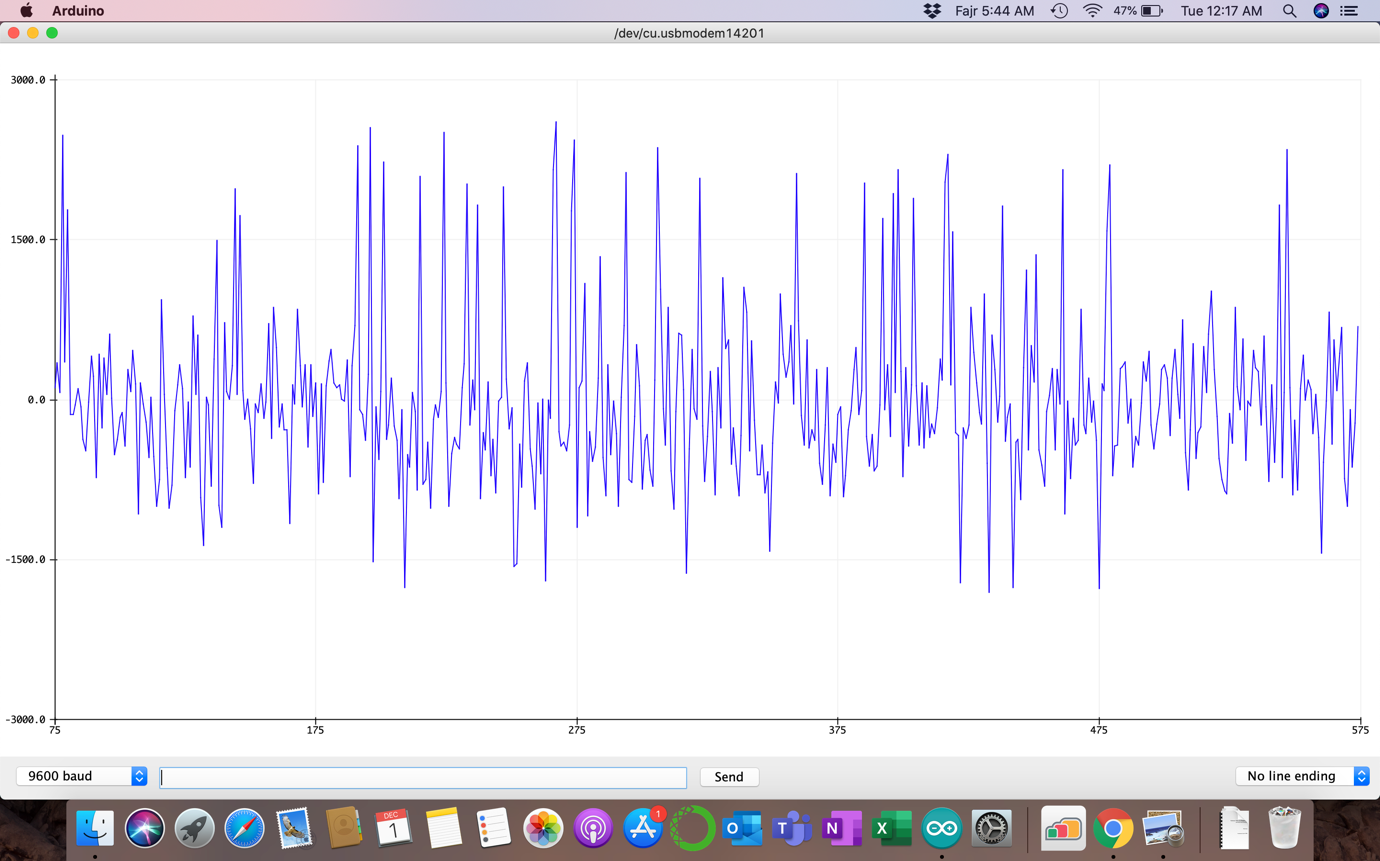 Arduino
Fajr 5:44 AM
47%
Tue 12:17 AM
/dev/cu.usbmodem14201
3000.0
1500.0
0.0
-1500.0
-3000.0
75
175
275
375
475
575
9600 baud
Send
No line ending
DEC
1
1
O
T
N
X